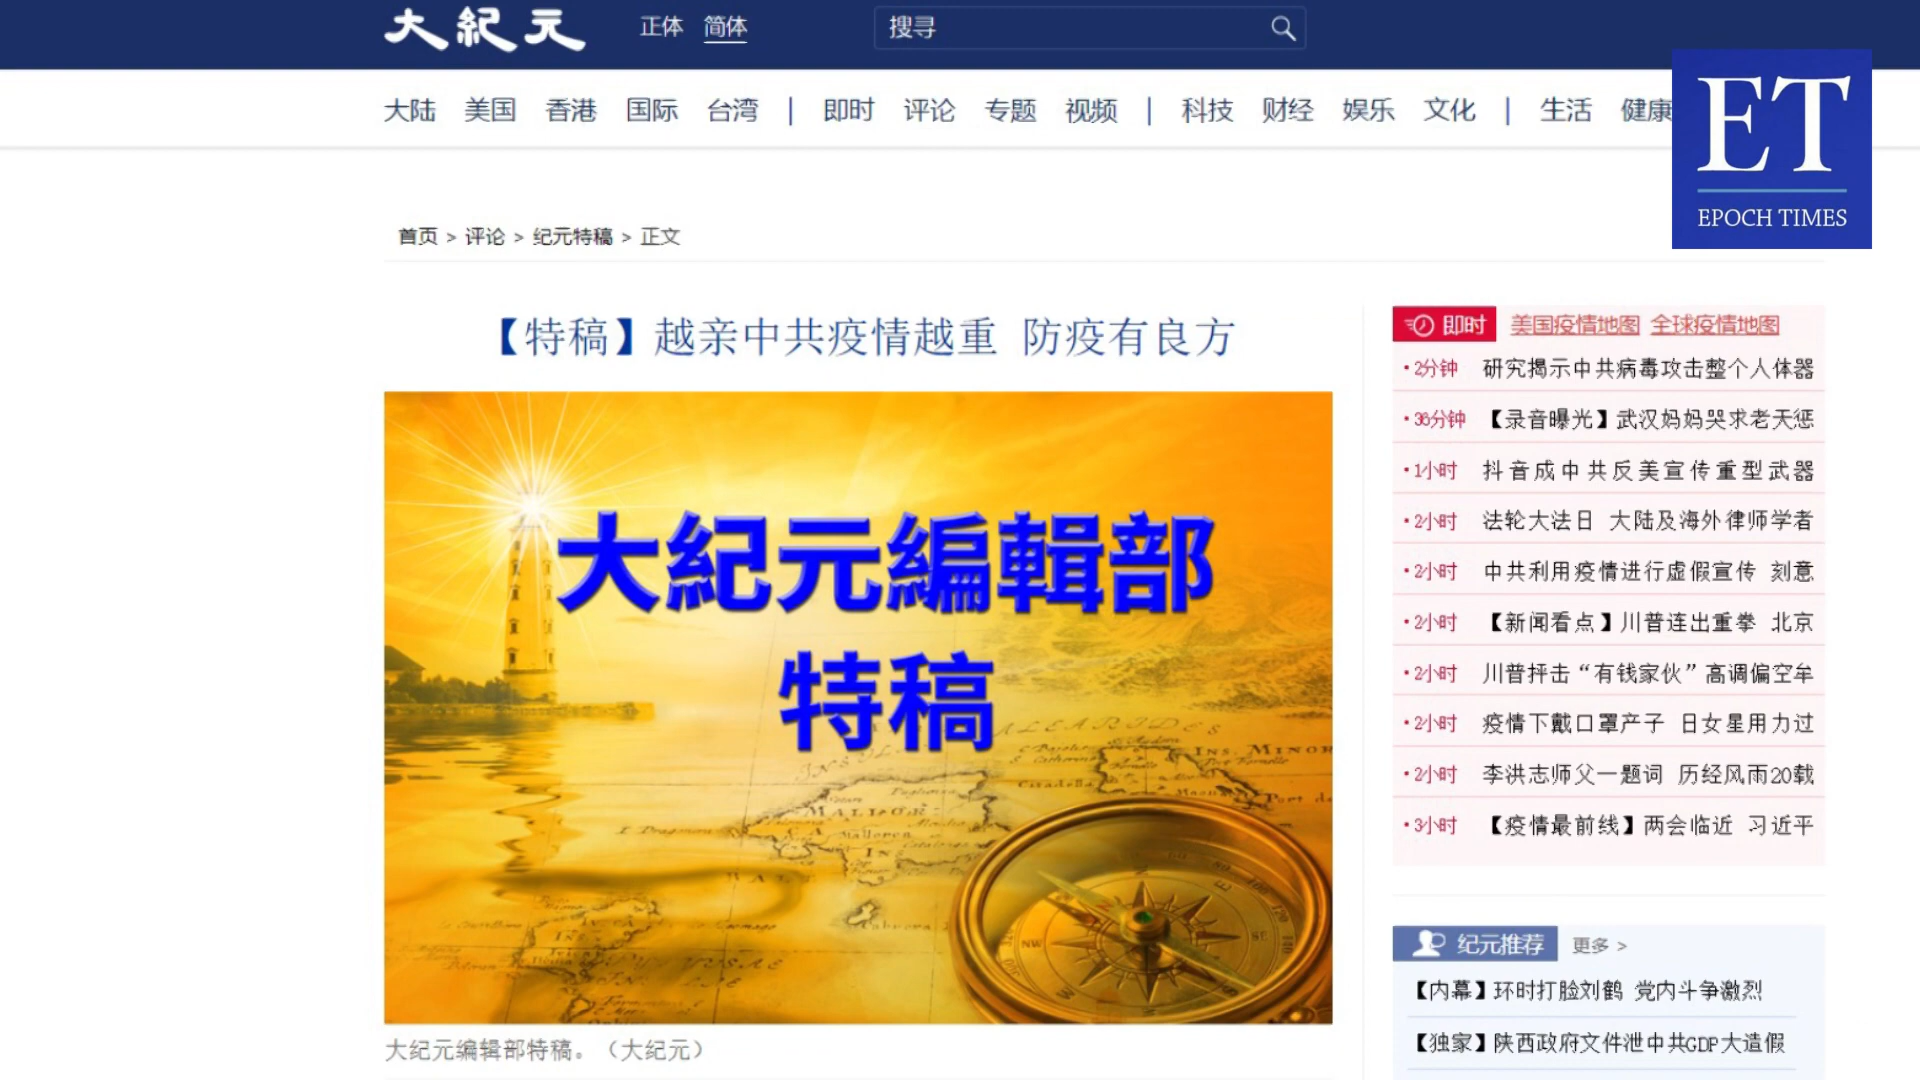 大紀元
正体 简体
搜寻
大陆 美国 香港 国际 台湾 | 即时 评论 专题 视频 | 科技 财经 娱乐 文化 | 生活 健康
ET
EPOCH TIMES
首页 > 评论 > 纪元特稿 > 正文
【特稿】越亲中共疫情越重 防疫有良方
大紀元編輯部
特稿
大纪元编辑部特稿。（大纪元）
即时 美国疫情地图 全球疫情地图
·2分钟 研究揭示中共病毒攻击整个人体器
·36分钟 【录音曝光】武汉妈妈哭求老天惩
·1小时 抖音成中共反美宣传重型武器
·2小时 法轮大法日 大陆及海外律师学者
·2小时 中共利用疫情进行虚假宣传 刻意
·2小时 【新闻看点】川普连出重拳 北京
·2小时 川普抨击“有钱家伙”高调偏空牟
·2小时 疫情下戴口罩产子 日女星用力过
·2小时 李洪志师父一题词 历经风雨20载
·3小时 【疫情最前线】两会临近 习近平
纪元推荐 更多 >
【内幕】环时打脸刘鹤 党内斗争激烈
【独家】陕西政府文件泄中共GDP大造假